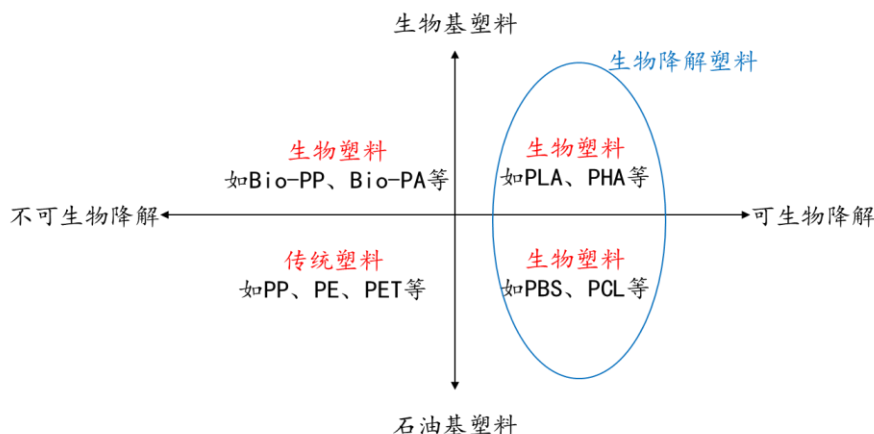 生物基塑料
生物降解塑料
生物塑料
如Bio-PP、Bio-PA等
生物塑料
如PLA、PHA等
不可生物降解
可生物降解
传统塑料
如PP、PE、PET等
生物塑料
如PBS、PCL等
石油基塑料